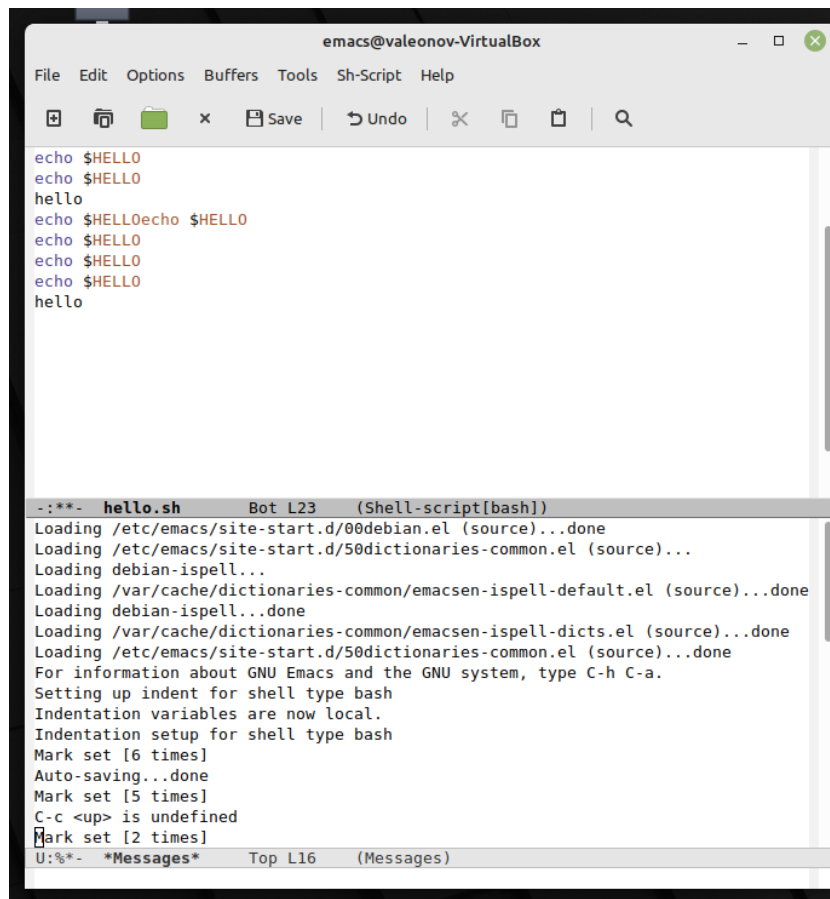 emacs@valeonov-VirtualBox
File Edit Options Buffers Tools Sh-Script Help
Save Undo
echo $HELLO
echo $HELLO
hello
echo $HELLOecho $HELLO
echo $HELLO
echo $HELLO
echo $HELLO
hello
-:**- hello.sh Bot L23 (Shell-script[bash])
Loading /etc/emacs/site-start.d/00debian.el (source)...done
Loading /etc/emacs/site-start.d/50dictionaries-common.el (source)...
Loading debian-ispell...
Loading /var/cache/dictionaries-common/emacsen-ispell-default.el (source)...done
Loading debian-ispell...done
Loading /var/cache/dictionaries-common/emacsen-ispell-dicts.el (source)...done
Loading /etc/emacs/site-start.d/50dictionaries-common.el (source)...done
For information about GNU Emacs and the GNU system, type C-h C-a.
Setting up indent for shell type bash
Indentation variables are now local.
Indentation setup for shell type bash
Mark set [6 times]
Auto-saving...done
Mark set [5 times]
C-c <up> is undefined
Mark set [2 times]
U:%*- *Messages* Top L16 (Messages)